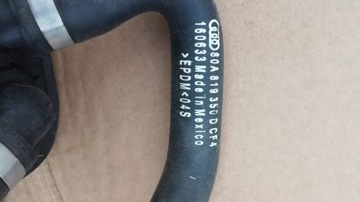 80A 819 350 D CF4
160633 Made in Mexico
>EPDM<04S